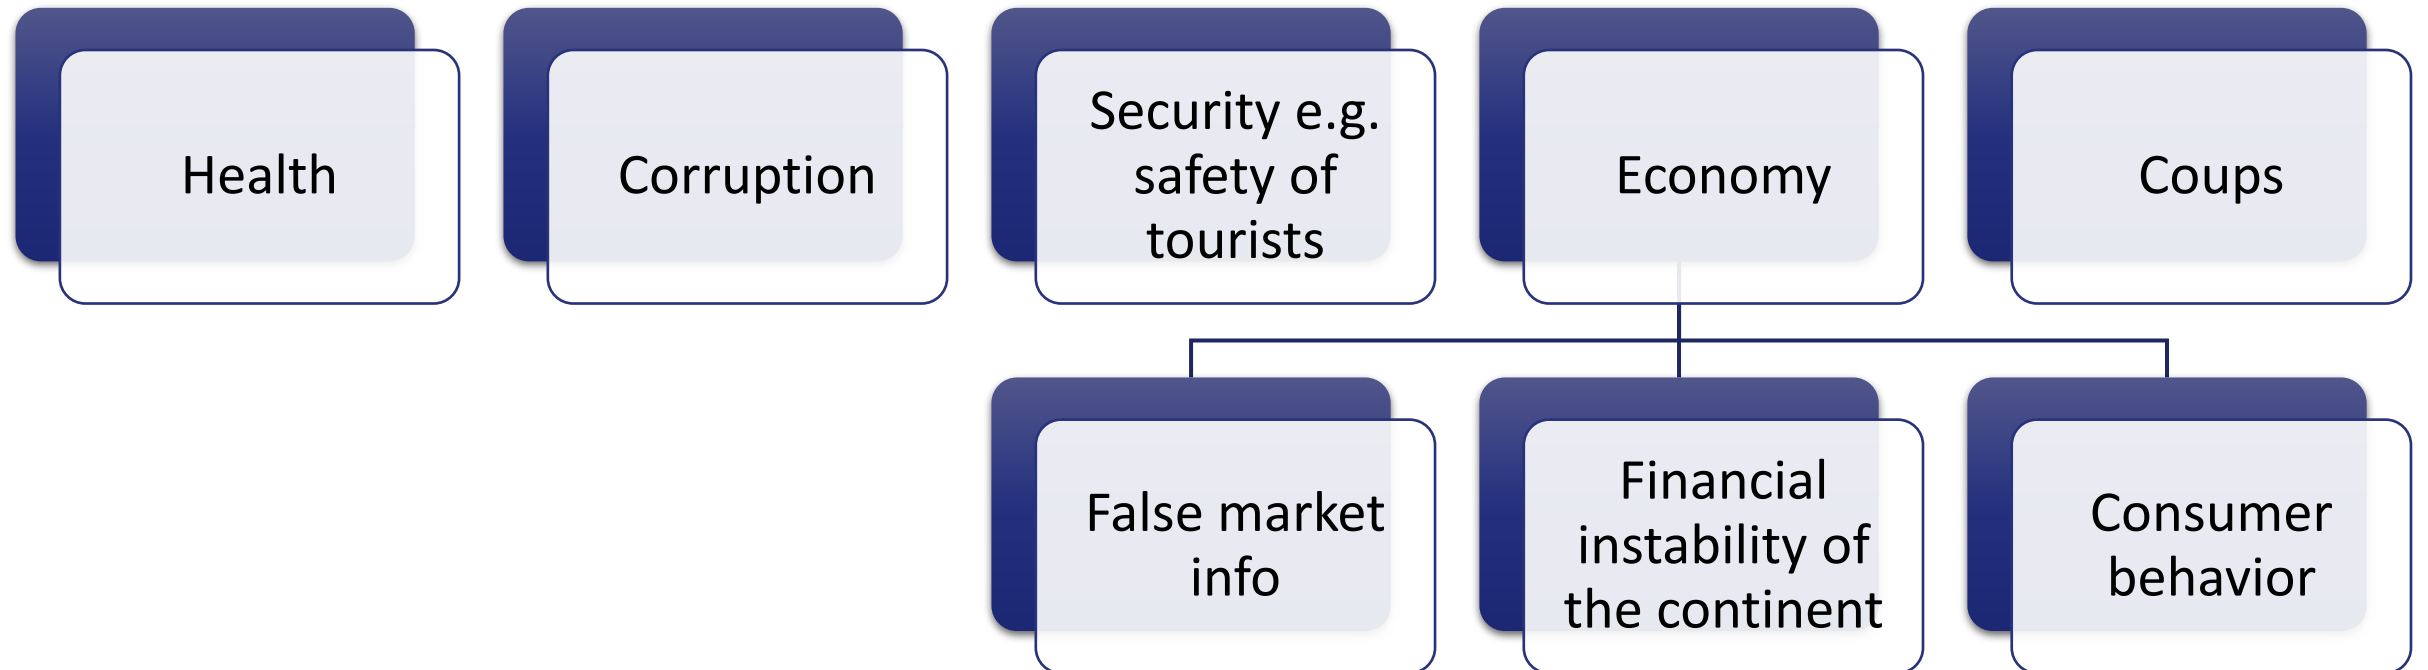 Health
Corruption
Security e.g.
safety of
tourists
Economy
Coups
False market
info
Financial
instability of
the continent
Consumer
behavior